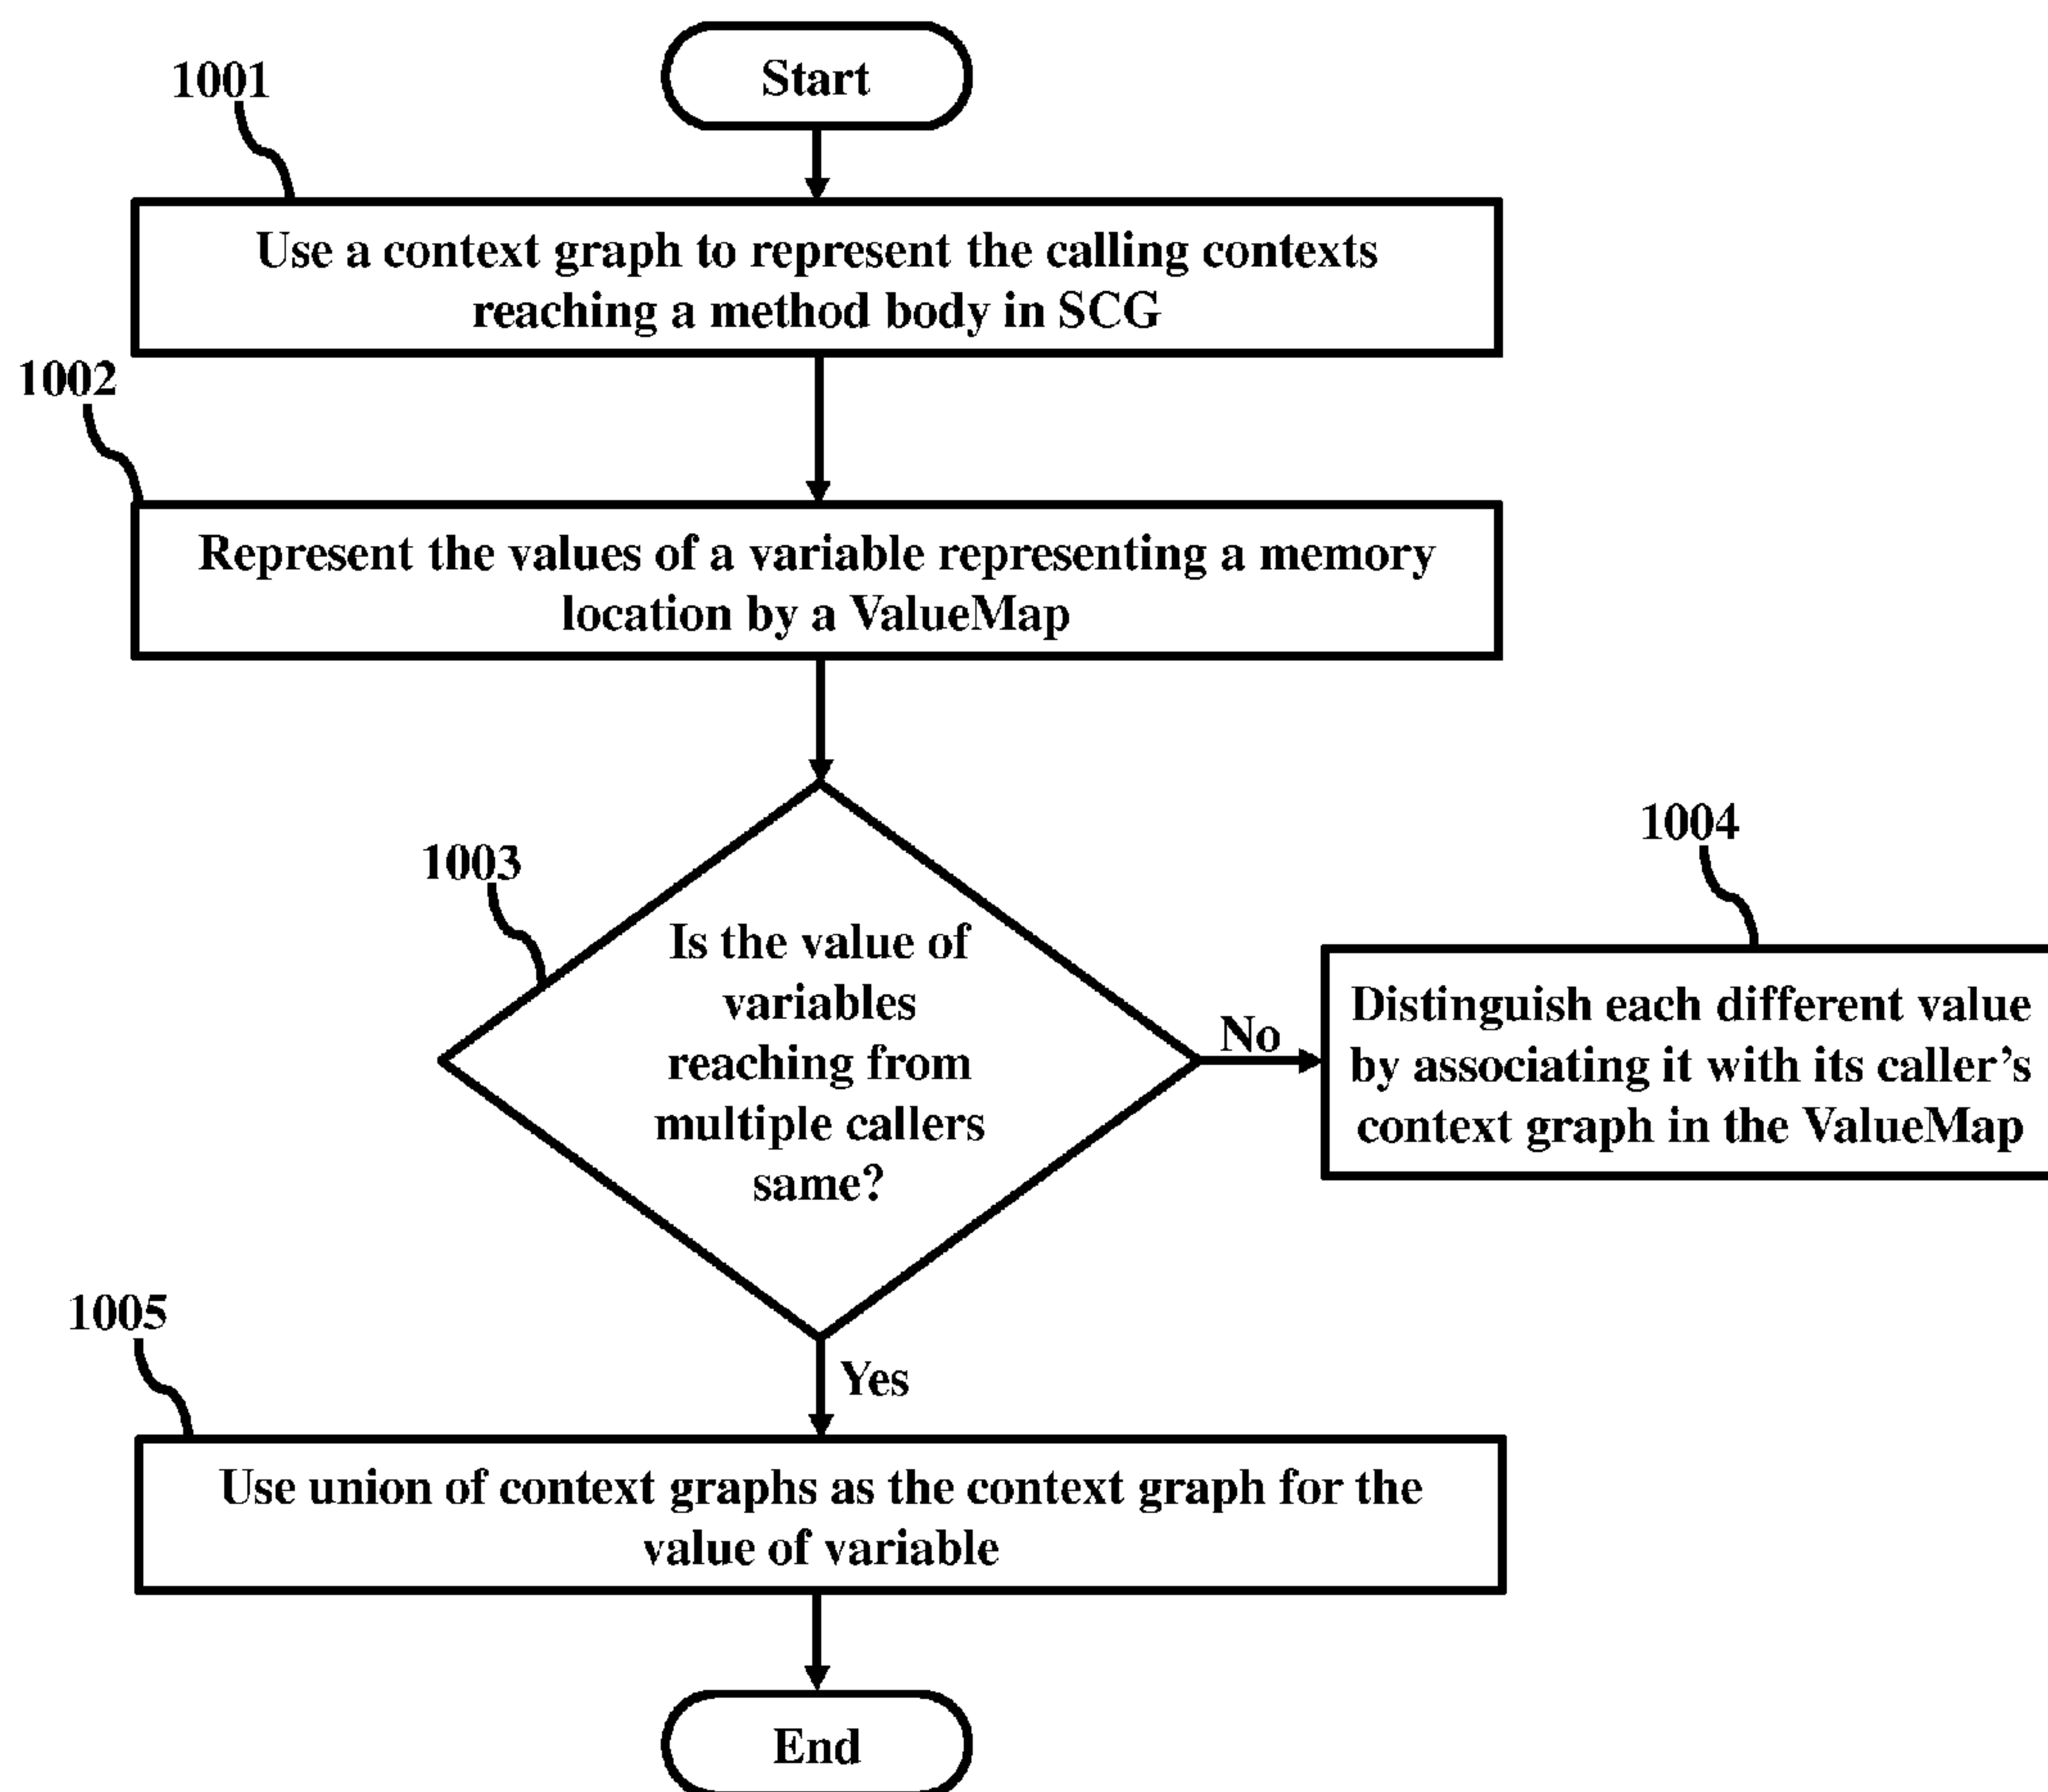 Start
1001
Use a context graph to represent the calling contexts
reaching a method body in SCG
1002
Represent the values of a variable representing a memory
location by a ValueMap
1003
Is the value of
variables
reaching from
multiple callers
same?
No
1004
Distinguish each different value
by associating it with its caller's
context graph in the ValueMap
Yes
1005
Use union of context graphs as the context graph for the
value of variable
End